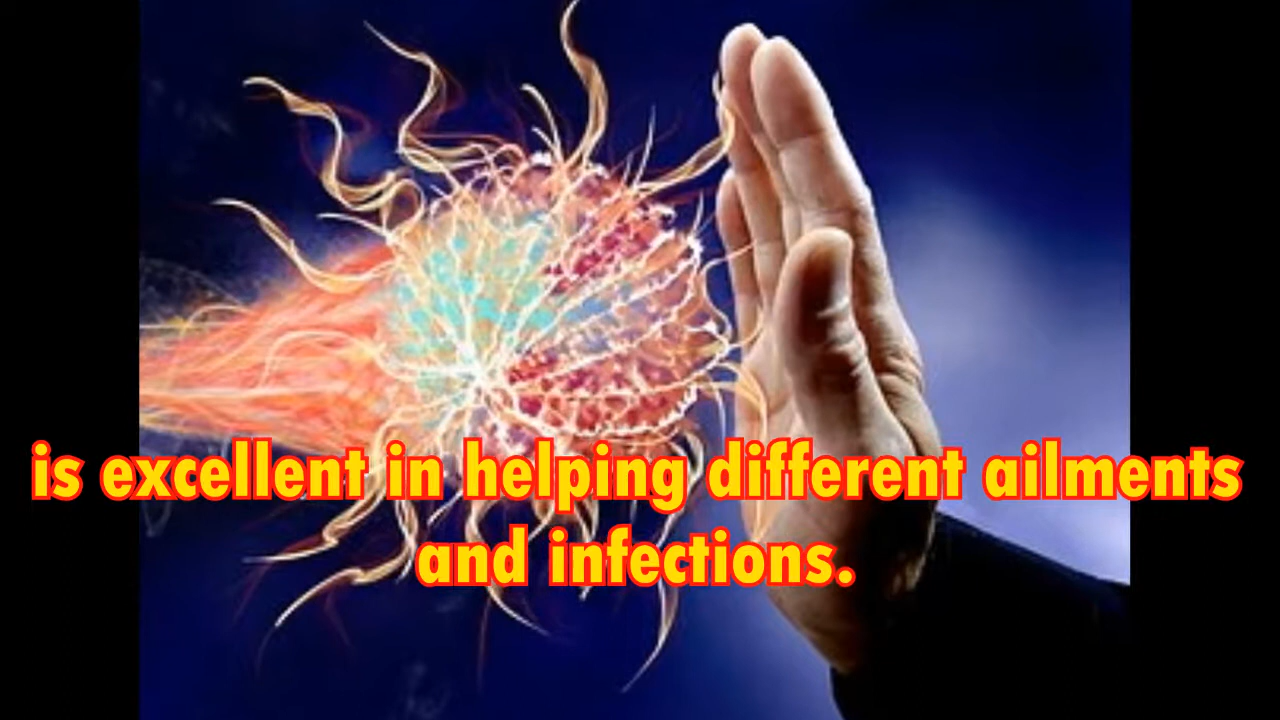 is excellent in helping different ailments
and infections.